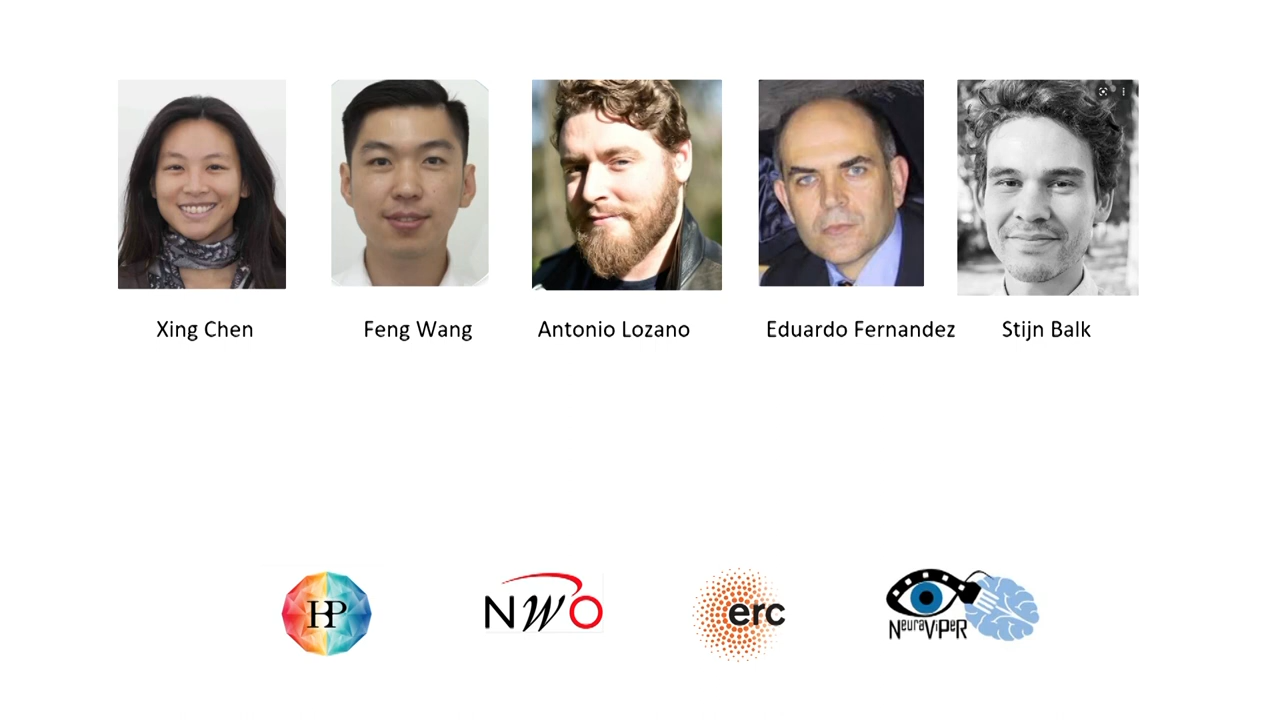 Xing Chen
Feng Wang
Antonio Lozano
Eduardo Fernandez
Stijn Balk
HP
NWO
erc
NeuraViPeR